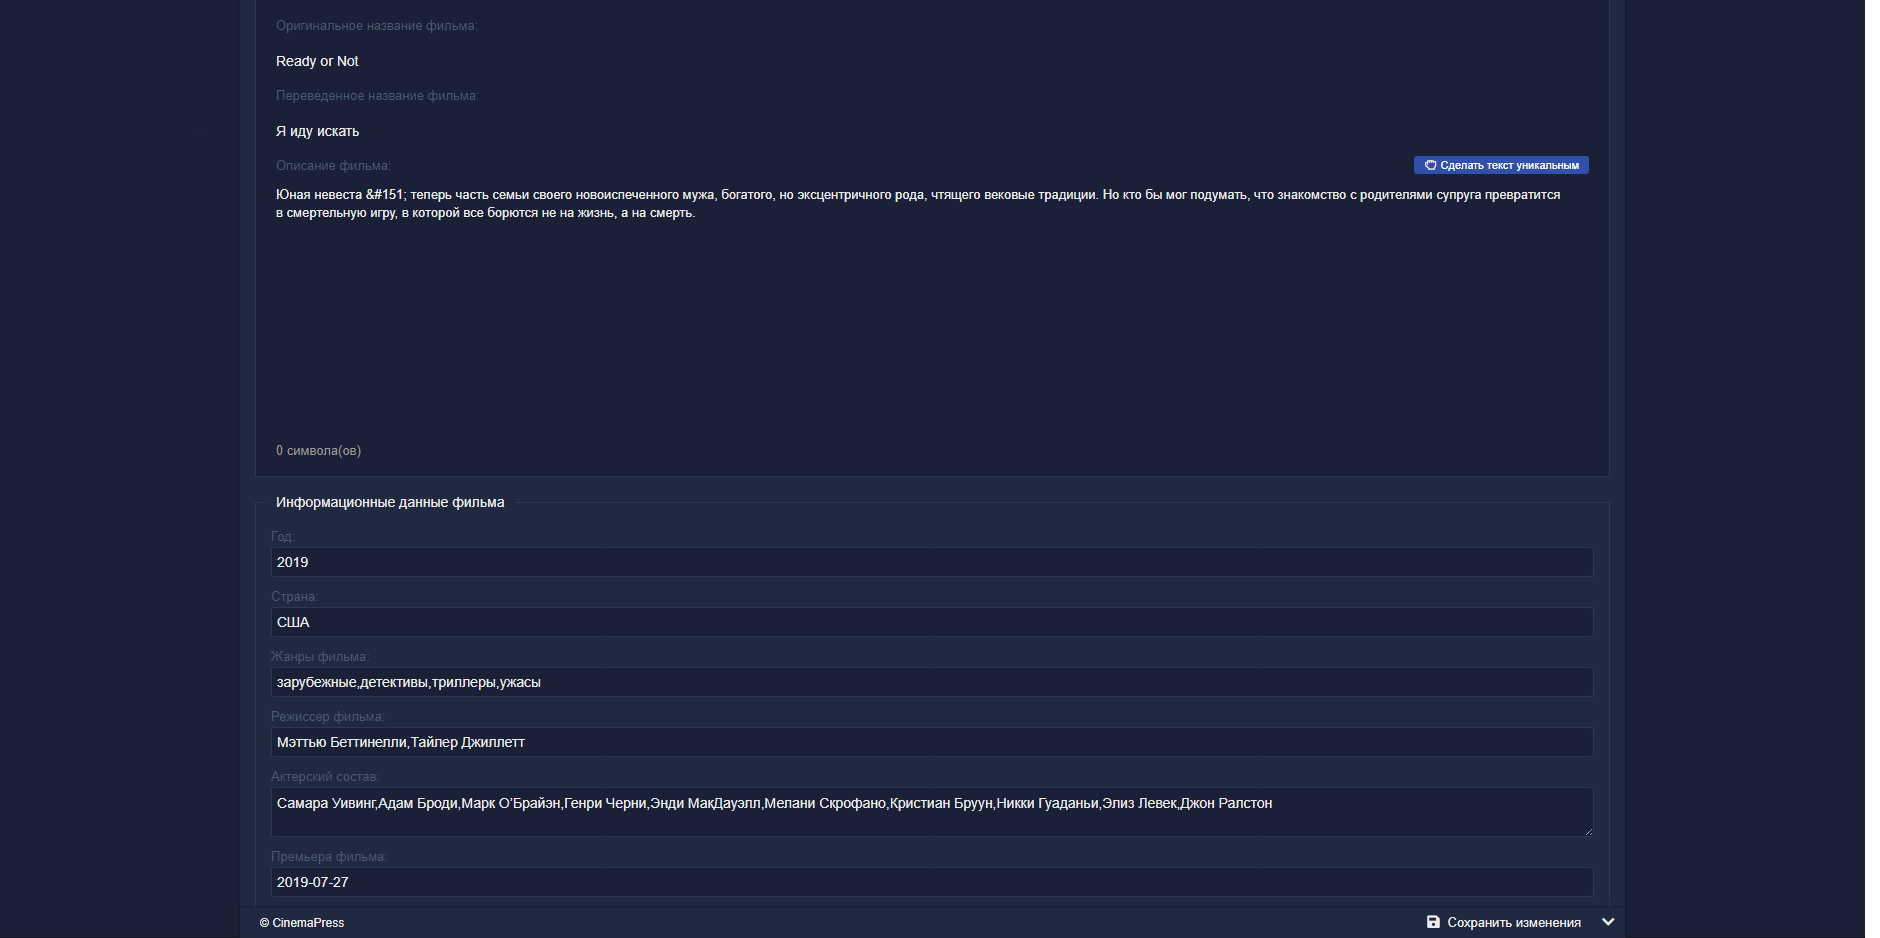 Оригинальное название фильма:
Ready or Not
Переведенное название фильма:
Я иду искать
Описание фильма:
Сделать текст уникальным
Юная невеста &#151; теперь часть семьи своего новоиспеченного мужа, богатого, но эксцентричного рода, чтящего вековые традиции. Но кто бы мог подумать, что знакомство с родителями супруга превратится
в смертельную игру, в которой все борются не на жизнь, а на смерть.
0 символа(ов)
Информационные данные фильма
Год:
2019
Страна:
США
Жанры фильма:
зарубежные,детективы,триллеры,ужасы
Режиссер фильма:
Мэттью Беттинелли,Тайлер Джиллетт
Актерский состав:
Самара Уивинг,Адам Броди,Марк О’Брайэн,Генри Черни,Энди МакДауэлл,Мелани Скрофано,Кристиан Бруун,Никки Гуаданьи,Элиз Левек,Джон Ралстон
Премьера фильма:
2019-07-27
© CinemaPress
Сохранить изменения